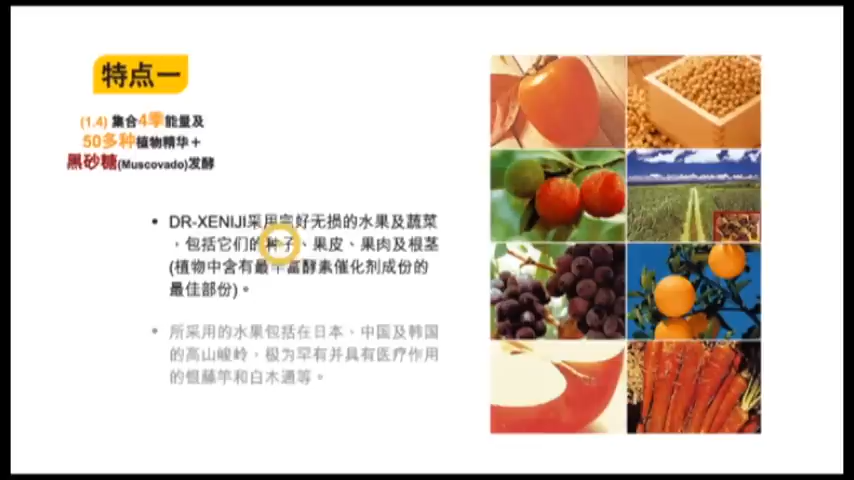 特点一
(1.4) 集合4季能量及
50多种植物精华＋
黑砂糖(Muscovado)发酵
• DR-XENIJI采用完好无损的水果及蔬菜
，包括它们的种子、果皮、果肉及根茎
(植物中含有最丰富酵素催化剂成份的
最佳部份)。
• 所采用的水果包括在日本、中国及韩国
的高山峻岭，极为罕有并具有医疗作用
的恨藤竽和白木通等。